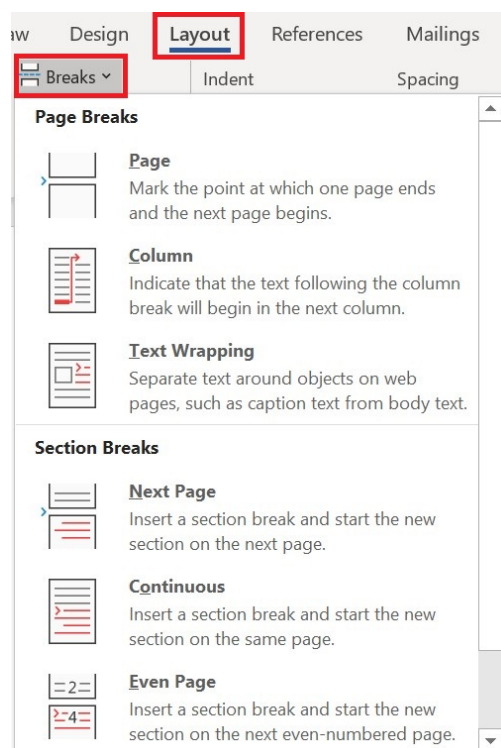 aw Design Layout References Mailings
Breaks Indent Spacing
Page Breaks
Page
Mark the point at which one page ends
and the next page begins.
Column
Indicate that the text following the column
break will begin in the next column.
Text Wrapping
Separate text around objects on web
pages, such as caption text from body text.
Section Breaks
Next Page
Insert a section break and start the new
section on the next page.
Continuous
Insert a section break and start the new
section on the same page.
=2=
Even Page
4=
Insert a section break and start the new
section on the next even-numbered page.